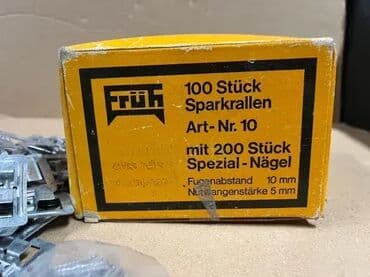 Früh
100 Stück
Sparkrallen
Art-Nr. 10
mit 200 Stück
Spezial-Nägel
Fugenabstand 10 mm
Nutwangenstärke 5 mm